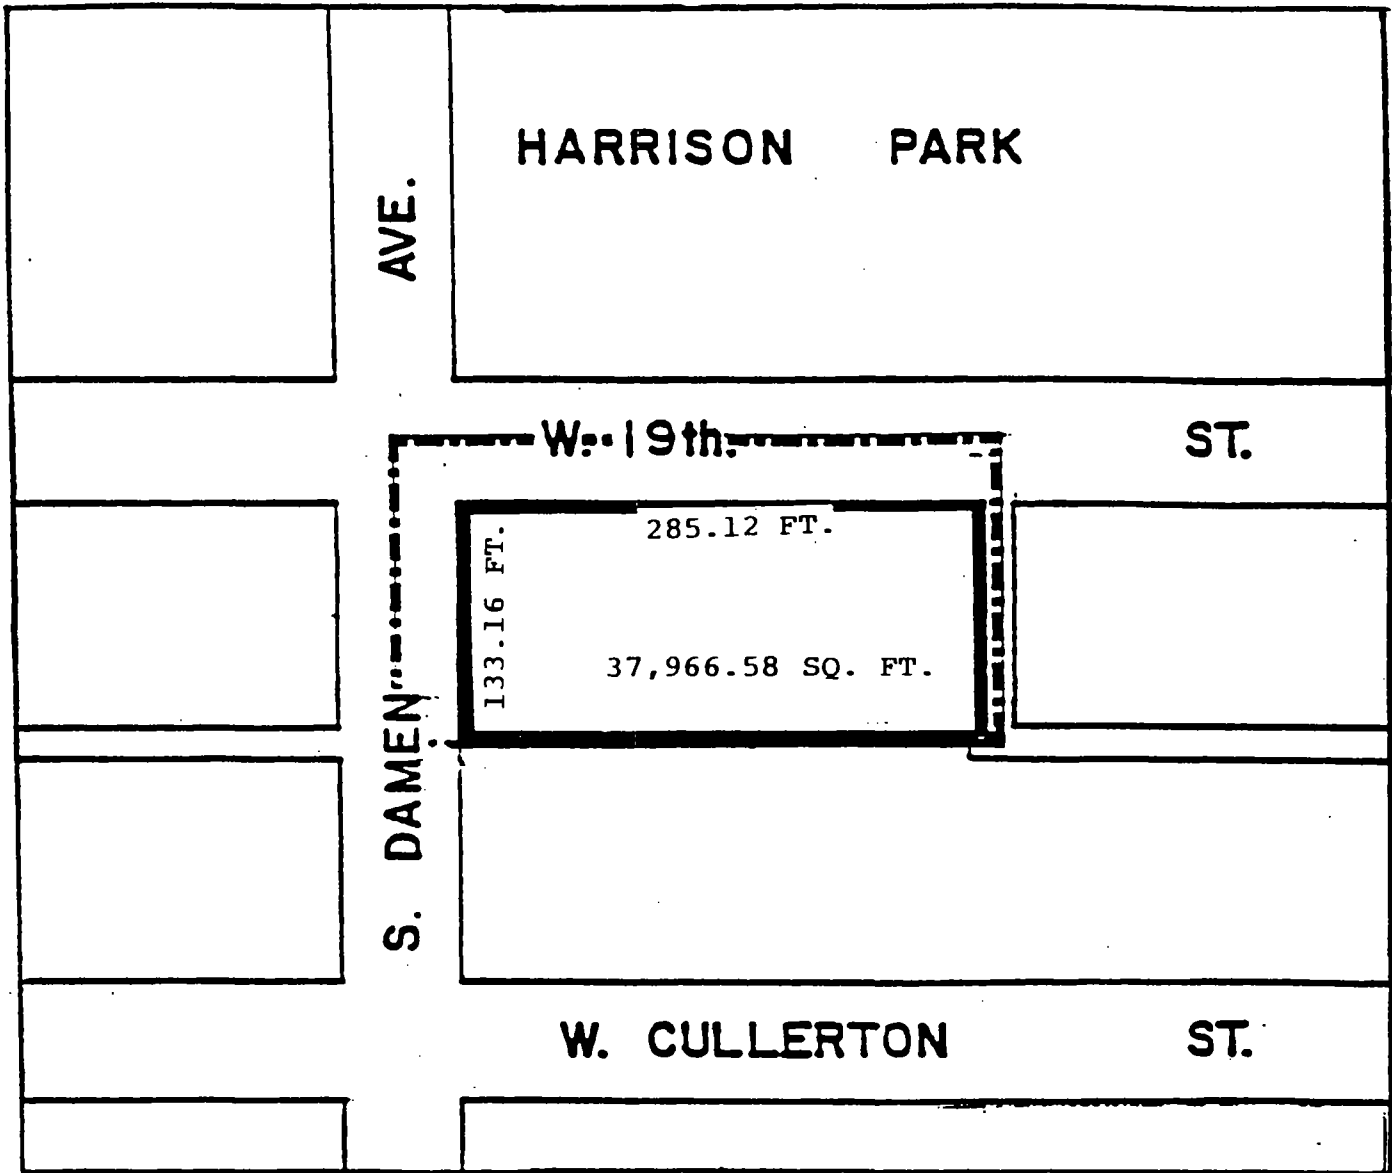 HARRISON PARK
AVE.
W. 19th. ST.
285.12 FT.
133.16 FT.
37,966.58 SQ. FT.
S. DAMEN
W. CULLERTON ST.